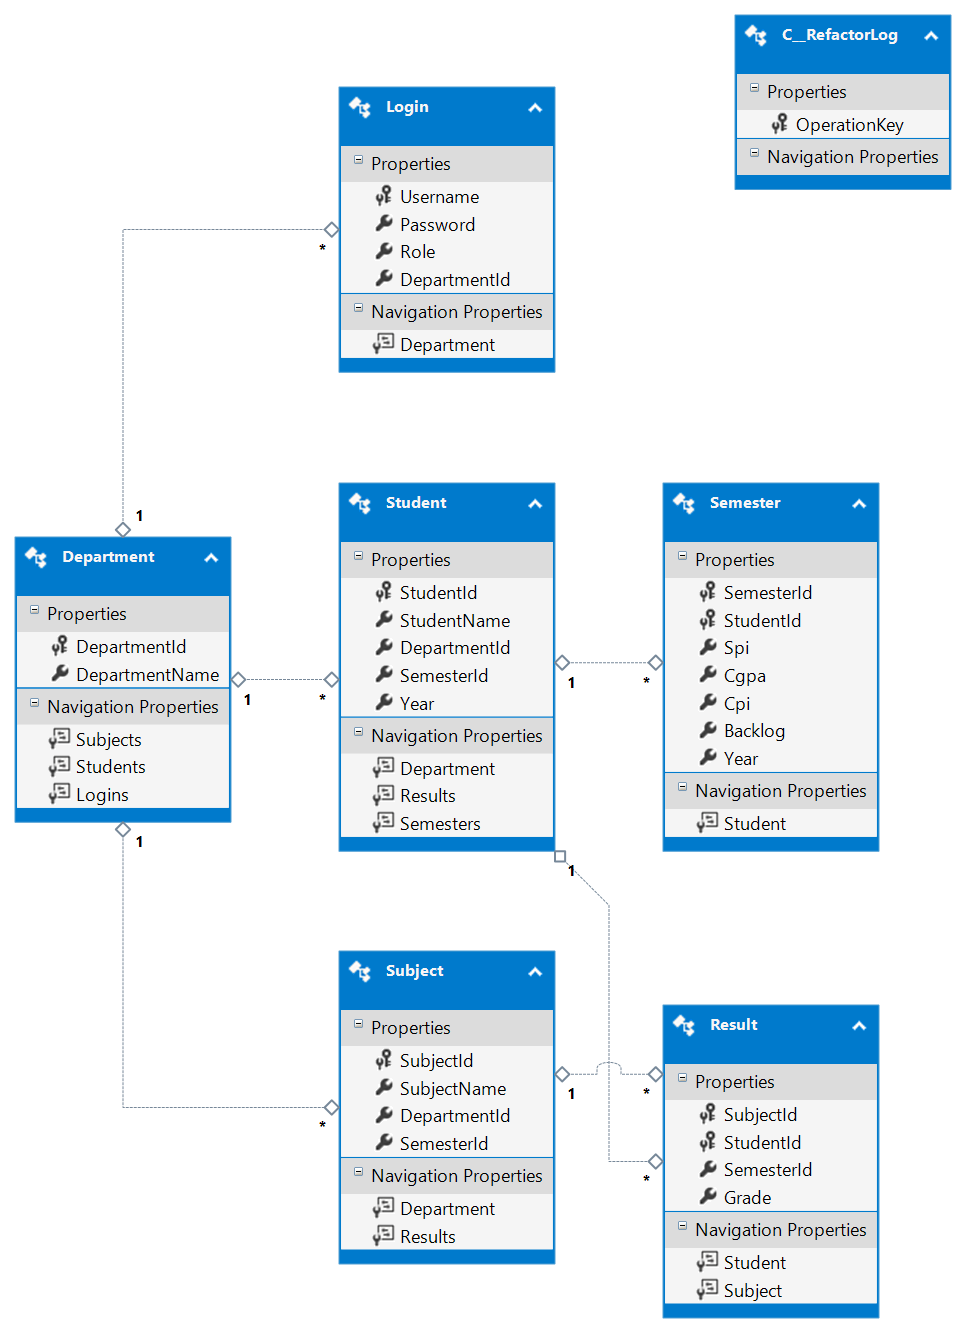 C__RefactorLog
Properties
OperationKey
Navigation Properties
Login
Properties
Username
Password
Role
DepartmentId
Navigation Properties
Department
*
1
Department
Properties
DepartmentId
DepartmentName
Navigation Properties
Subjects
Students
Logins
1
*
1
Student
Properties
StudentId
StudentName
DepartmentId
SemesterId
Year
Navigation Properties
Department
Results
Semesters
1
*
1
Semester
Properties
SemesterId
StudentId
Spi
Cgpa
Cpi
Backlog
Year
Navigation Properties
Student
Subject
Properties
SubjectId
SubjectName
DepartmentId
SemesterId
Navigation Properties
Department
Results
*
1
*
*
Result
Properties
SubjectId
StudentId
SemesterId
Grade
Navigation Properties
Student
Subject